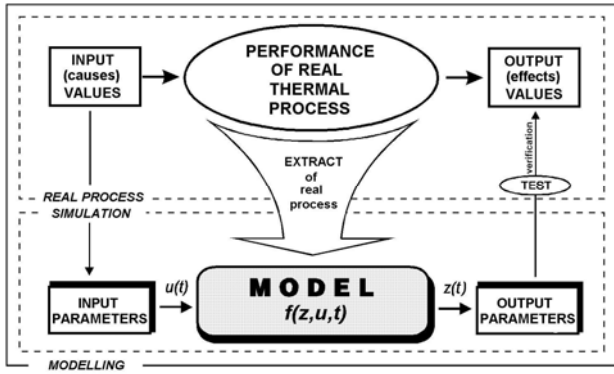 INPUT
(causes)
VALUES
PERFORMANCE
OF REAL
THERMAL
PROCESS
OUTPUT
(effects)
VALUES
EXTRACT
of
real
process
verification
TEST
REAL PROCESS
SIMULATION
INPUT
PARAMETERS
u(t)
MODEL
f(z,u,t)
z(t)
OUTPUT
PARAMETERS
MODELLING